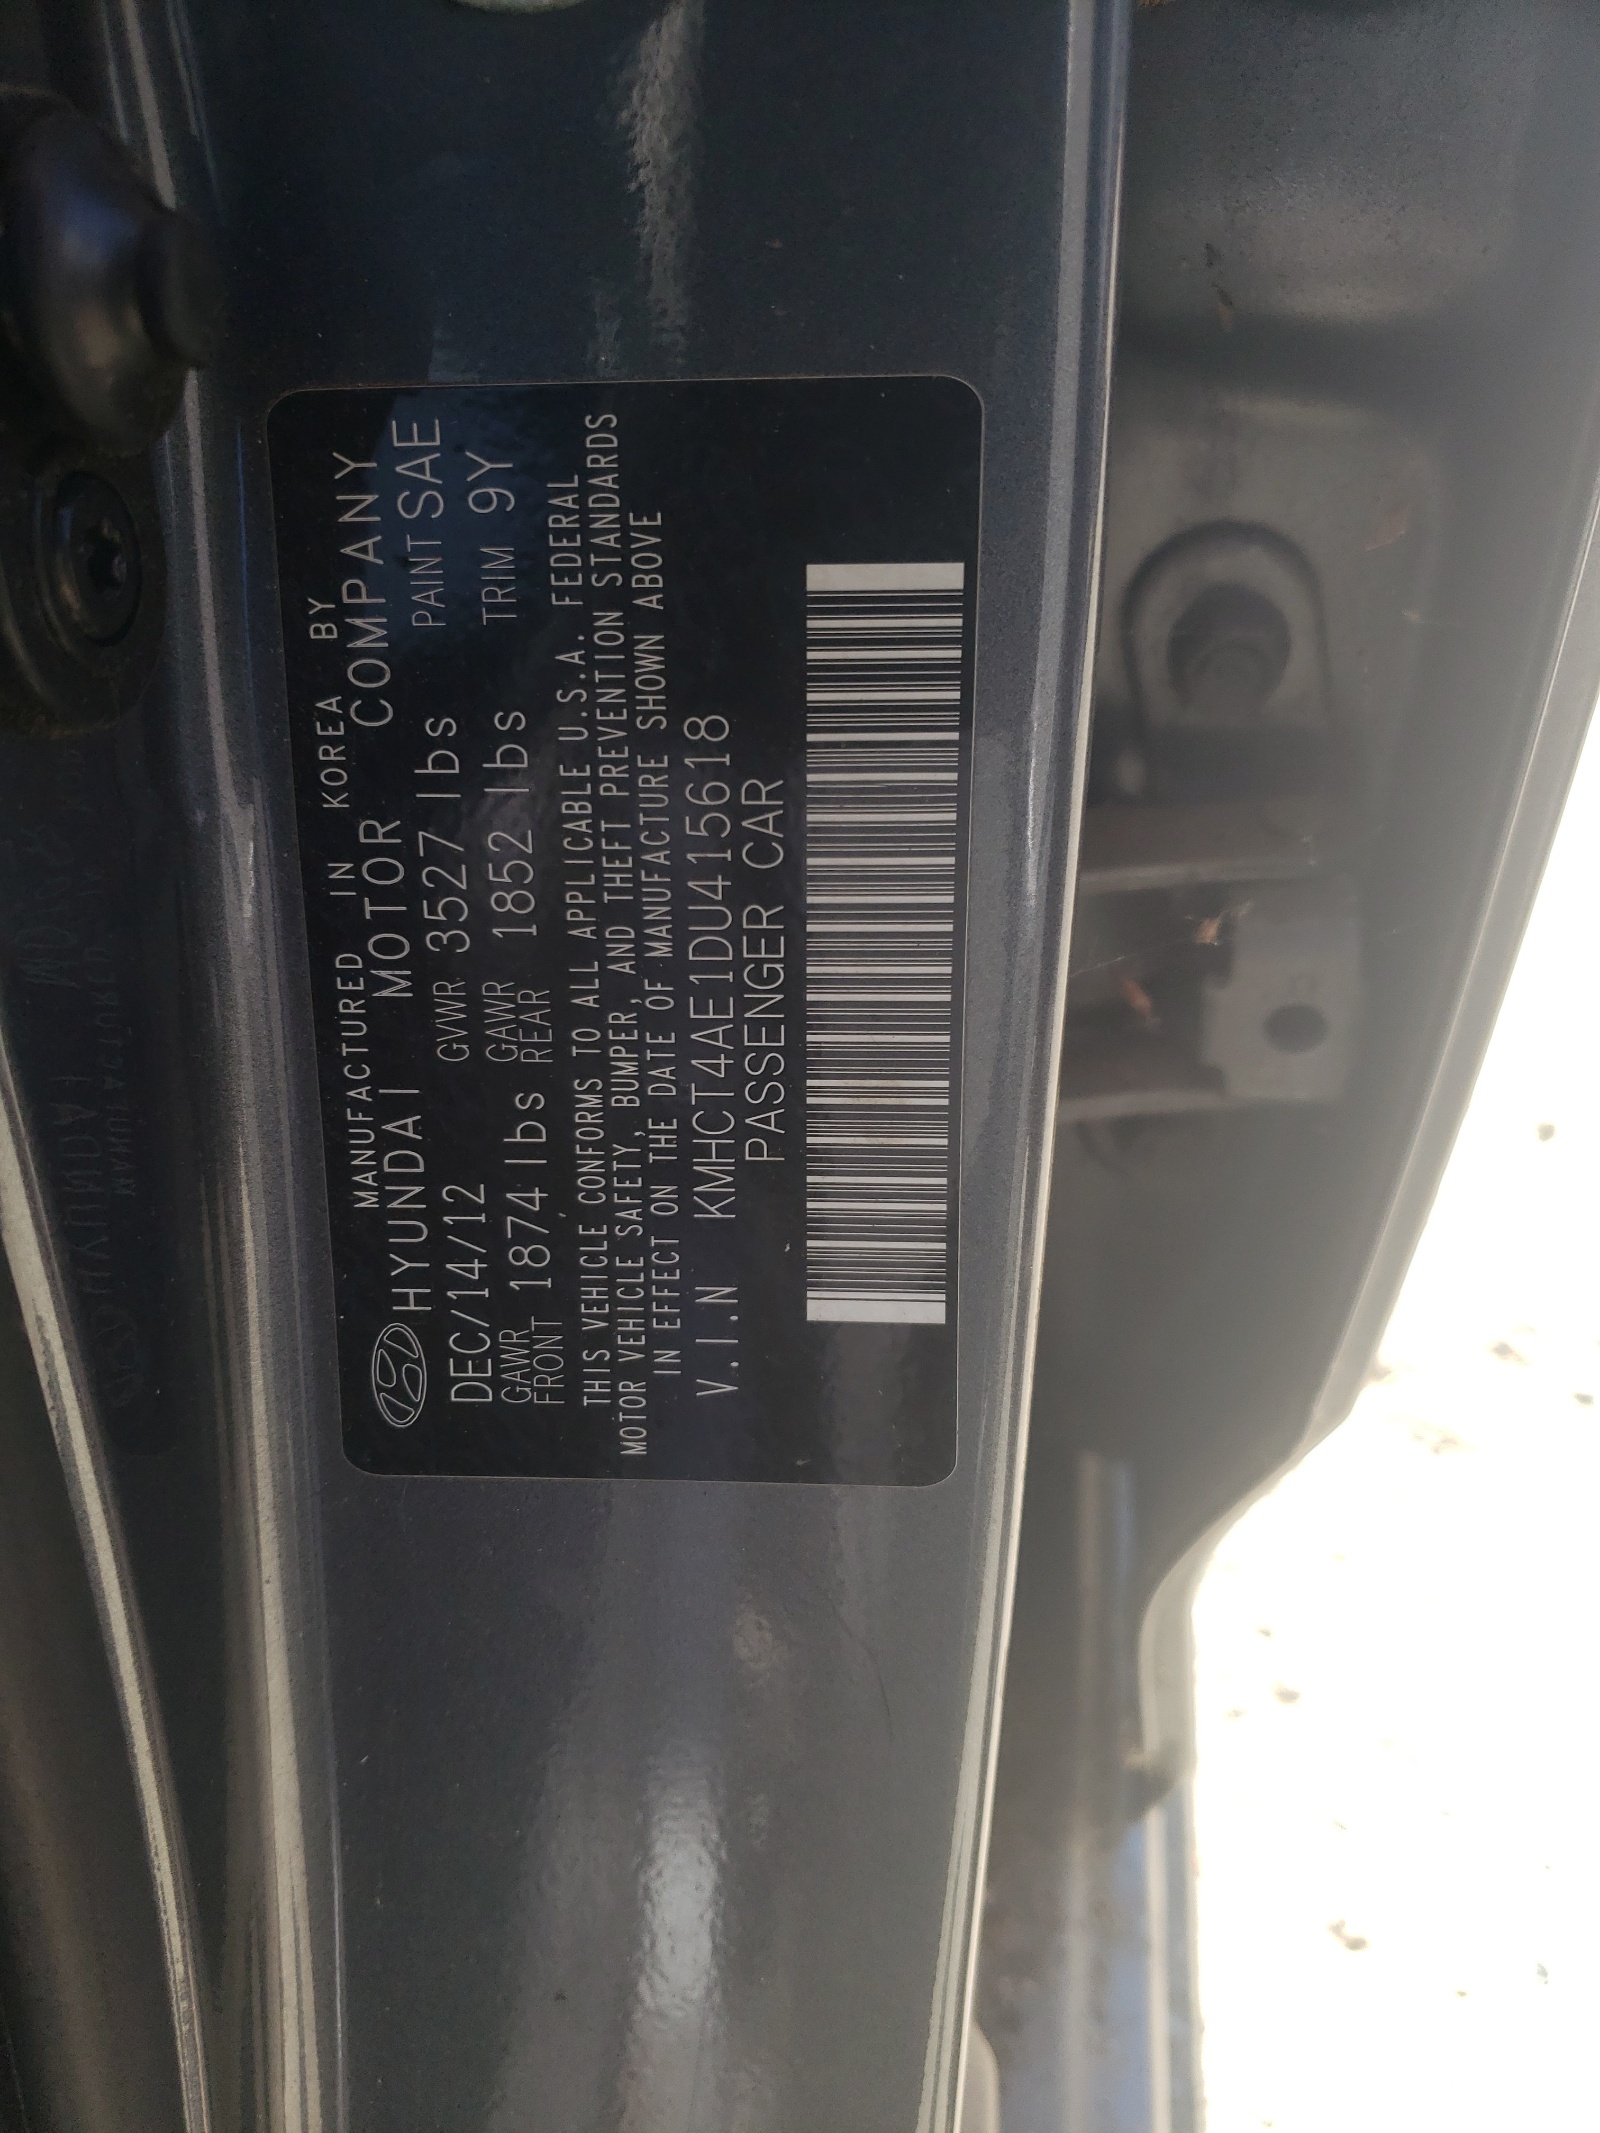 MANUFACTURED IN KOREA BY
HYUNDAI MOTOR COMPANY
DEC/14/12 GVWR 3527 lbs PAINT SAE
GAWR FRONT 1874 lbs GAWR REAR 1852 lbs TRIM 9Y
THIS VEHICLE CONFORMS TO ALL APPLICABLE U.S.A. FEDERAL
MOTOR VEHICLE SAFETY, BUMPER, AND THEFT PREVENTION STANDARDS
IN EFFECT ON THE DATE OF MANUFACTURE SHOWN ABOVE
V.I.N KMHCT4AE1DU415618
PASSENGER CAR